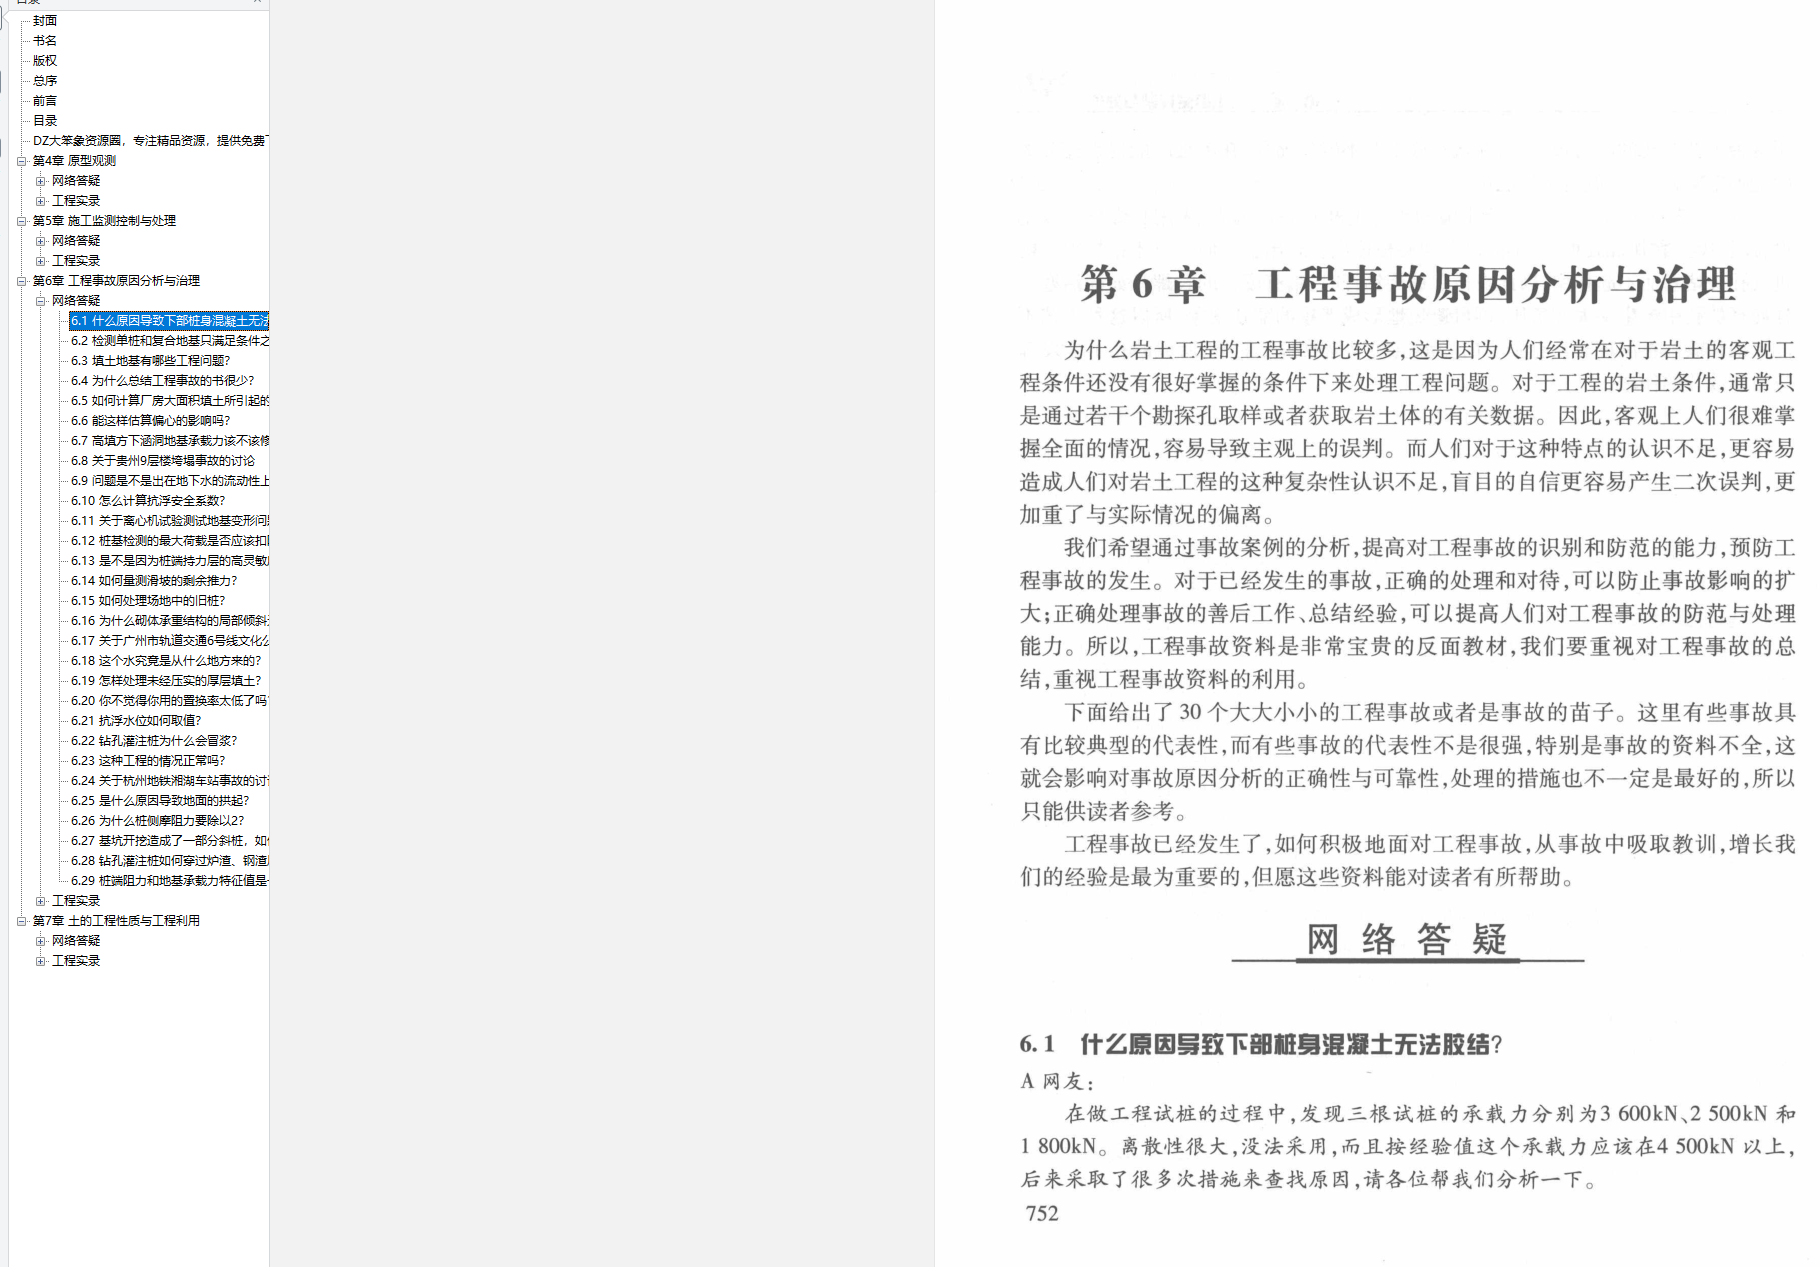 目录
封面
书名
版权
总序
前言
目录
DZ大笨象资源圈，专注精品资源，提供免费下
第4章 原型观测
网络答疑
工程实录
第5章 施工监测控制与处理
网络答疑
工程实录
第6章 工程事故原因分析与治理
网络答疑
6.1 什么原因导致下部桩身混凝土无法
6.2 检测单桩和复合地基只满足条件之
6.3 填土地基有哪些工程问题?
6.4 为什么总结工程事故的书很少?
6.5 如何计算厂房大面积填土所引起的
6.6 能这样估算偏心的影响吗?
6.7 高填方下涵洞地基承载力该不该修
6.8 关于贵州9层楼垮塌事故的讨论
6.9 问题是不是出在地下水的流动性上
6.10 怎么计算抗浮安全系数?
6.11 关于离心机试验测试地基变形问题
6.12 桩基检测的最大荷载是否应该扣除
6.13 是不是因为桩端持力层的高灵敏度
6.14 如何量测滑坡的剩余推力?
6.15 如何处理场地中的旧桩?
6.16 为什么砌体承重结构的局部倾斜
6.17 关于广州市轨道交通6号线文化公
6.18 这个水究竟是从什么地方来的?
6.19 怎样处理未经压实的厚层填土?
6.20 你不觉得你用的置换率太低了吗?
6.21 抗浮水位如何取值?
6.22 钻孔灌注桩为什么会冒浆?
6.23 这种工程的情况正常吗?
6.24 关于杭州地铁湘湖车站事故的讨论
6.25 是什么原因导致地面的拱起?
6.26 为什么桩侧摩阻力要除以2?
6.27 基坑开挖造成了一部分斜桩，如何
6.28 钻孔灌注桩如何穿过炉渣、钢渣
6.29 桩端阻力和地基承载力特征值是
工程实录
第7章 土的工程性质与工程利用
网络答疑
工程实录
第 6 章　工程事故原因分析与治理
为什么岩土工程的工程事故比较多,这是因为人们经常在对于岩土的客观工
程条件还没有很好掌握的条件下来处理工程问题。对于工程的岩土条件,通常只
是通过若干个勘探孔取样或者获取岩土体的有关数据。因此,客观上人们很难掌
握全面的情况,容易导致主观上的误判。而人们对于这种特点的认识不足,更容易
造成人们对岩土工程的这种复杂性认识不足,盲目的自信更容易产生二次误判,更
加重了与实际情况的偏离。
我们希望通过事故案例的分析,提高对工程事故的识别和防范的能力,预防工
程事故的发生。对于已经发生的事故,正确的处理和对待,可以防止事故影响的扩
大;正确处理事故的善后工作、总结经验,可以提高人们对工程事故的防范与处理
能力。所以,工程事故资料是非常宝贵的反面教材,我们要重视对工程事故的总
结,重视工程事故资料的利用。
下面给出了 30 个大大小小的工程事故或者是事故的苗子。这里有些事故具
有比较典型的代表性,而有些事故的代表性不是很强,特别是事故的资料不全,这
就会影响对事故原因分析的正确性与可靠性,处理的措施也不一定是最好的,所以
只能供读者参考。
工程事故已经发生了,如何积极地面对工程事故,从事故中吸取教训,增长我
们的经验是最为重要的,但愿这些资料能对读者有所帮助。
网 络 答 疑
6.1　什么原因导致下部桩身混凝土无法胶结?
A 网友:
在做工程试桩的过程中,发现三根试桩的承载力分别为3 600kN、2 500kN 和
1 800kN。离散性很大,没法采用,而且按经验值这个承载力应该在4 500kN 以上,
后来采取了很多次措施来查找原因,请各位帮我们分析一下。
752